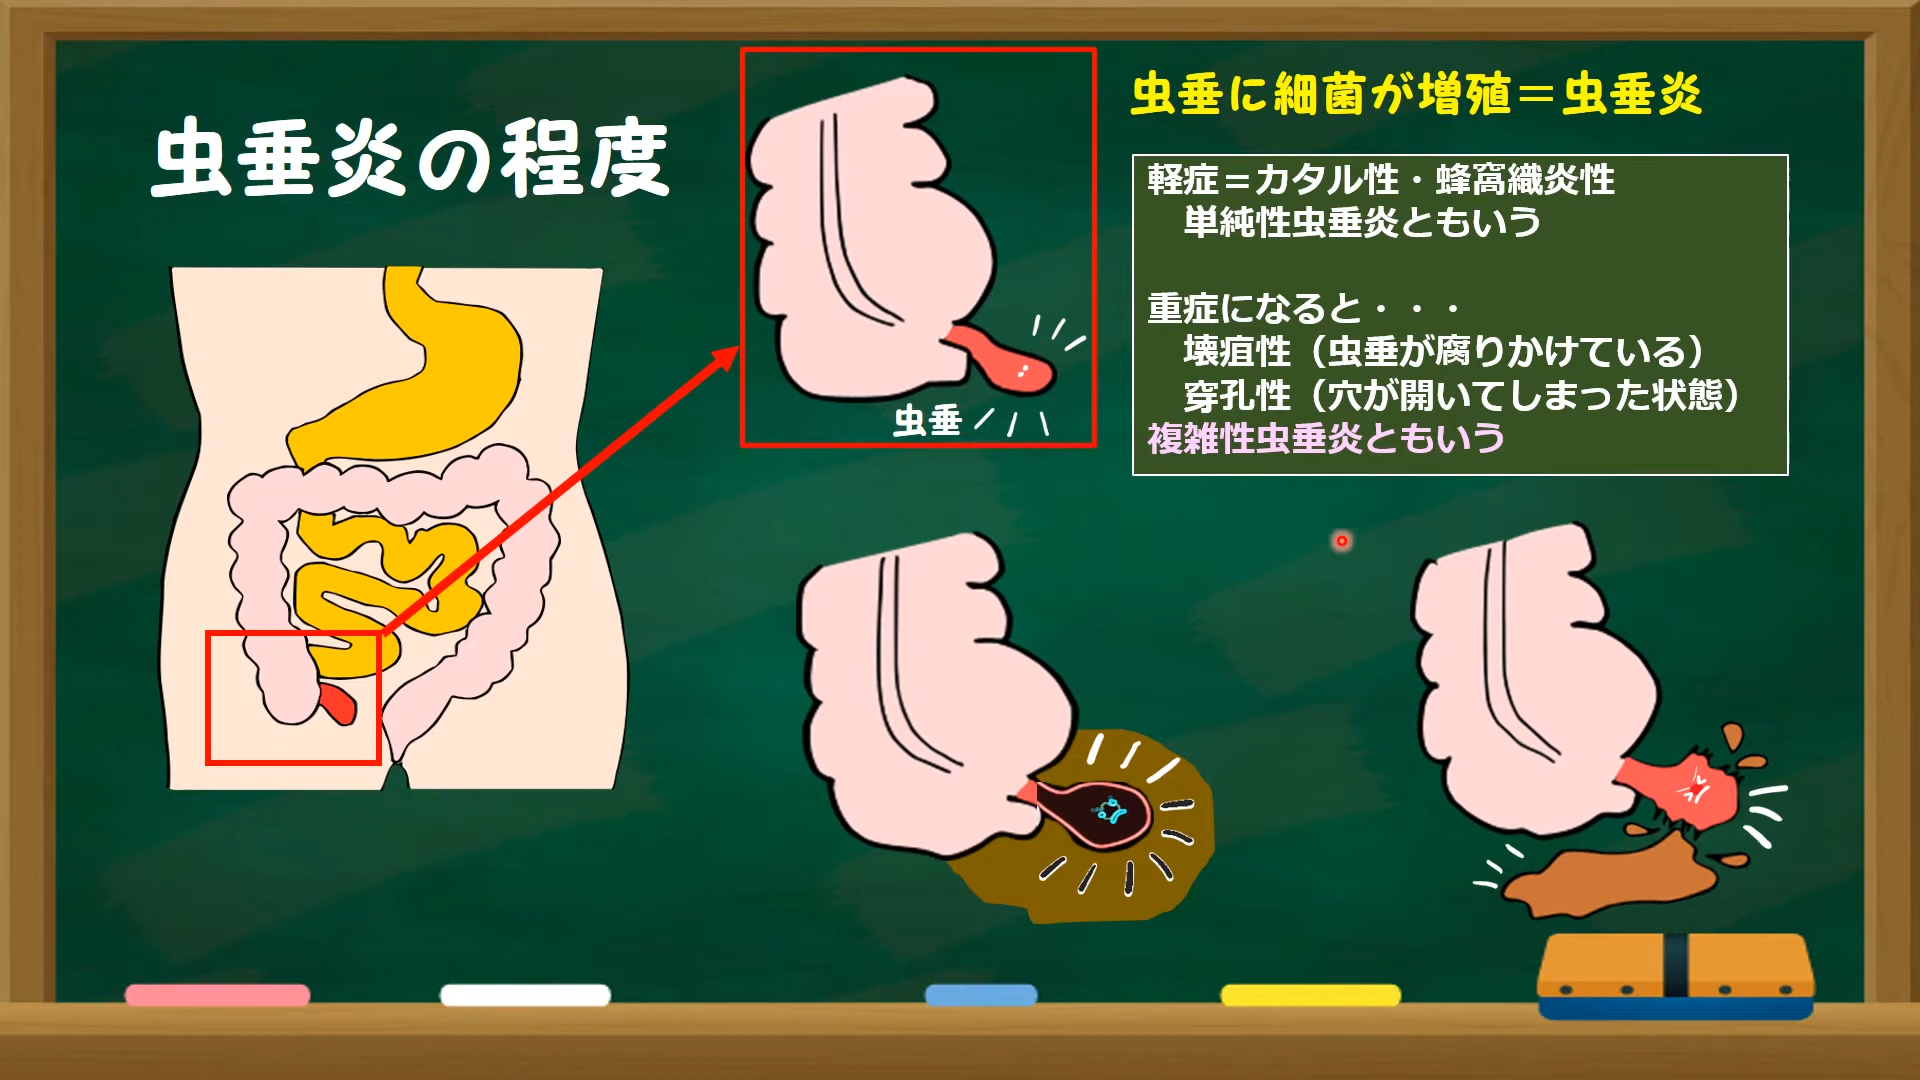 虫垂炎の程度
虫垂に細菌が増殖＝虫垂炎
軽症＝カタル性・蜂窩織炎性
単純性虫垂炎ともいう
重症になると・・・
壊疽性（虫垂が腐りかけている）
穿孔性（穴が開いてしまった状態）
複雑性虫垂炎ともいう
虫垂